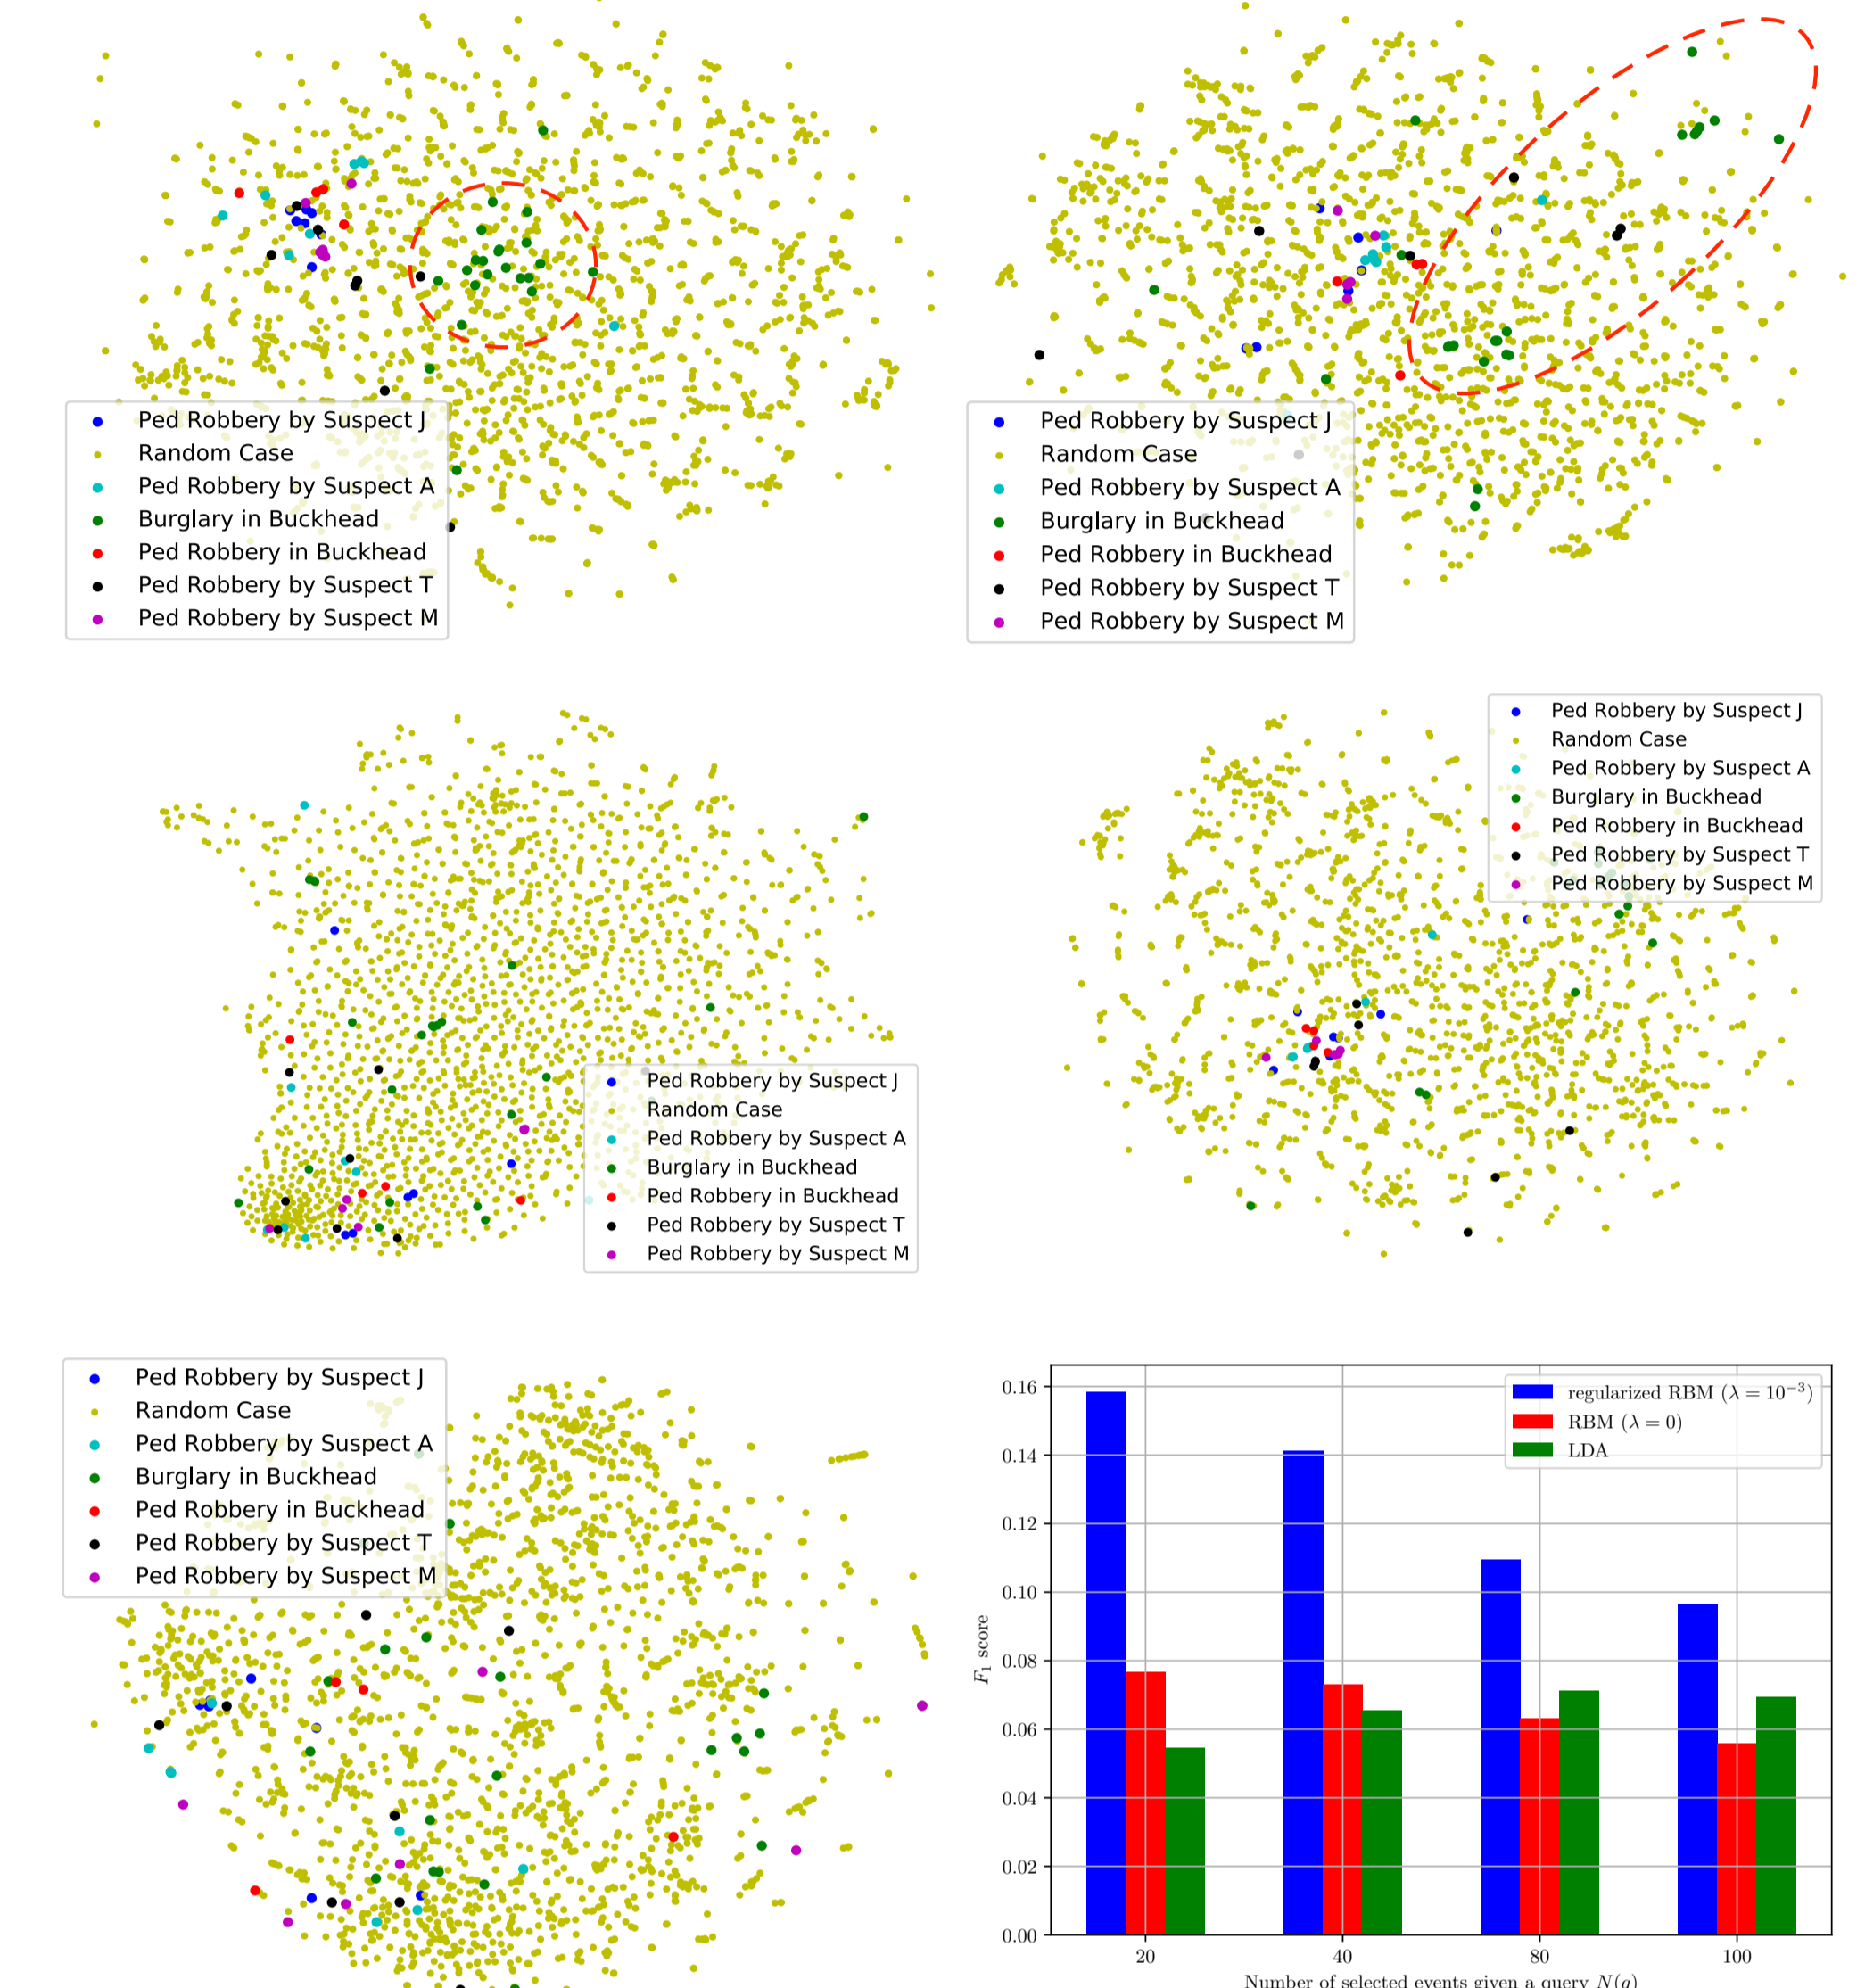 Ped Robbery by Suspect J
Random Case
Ped Robbery by Suspect A
Burglary in Buckhead
Ped Robbery in Buckhead
Ped Robbery by Suspect T
Ped Robbery by Suspect M
Ped Robbery by Suspect J
Random Case
Ped Robbery by Suspect A
Burglary in Buckhead
Ped Robbery in Buckhead
Ped Robbery by Suspect T
Ped Robbery by Suspect M
Ped Robbery by Suspect J
Random Case
Ped Robbery by Suspect A
Burglary in Buckhead
Ped Robbery in Buckhead
Ped Robbery by Suspect T
Ped Robbery by Suspect M
Ped Robbery by Suspect J
Random Case
Ped Robbery by Suspect A
Burglary in Buckhead
Ped Robbery in Buckhead
Ped Robbery by Suspect T
Ped Robbery by Suspect M
Ped Robbery by Suspect J
Random Case
Ped Robbery by Suspect A
Burglary in Buckhead
Ped Robbery in Buckhead
Ped Robbery by Suspect T
Ped Robbery by Suspect M
regularized RBM (λ = 10⁻³)
RBM (λ = 0)
LDA
0.16
0.14
0.12
0.10
0.08
0.06
0.04
0.02
0.00
F₁ score
20 40 80 100
Number of selected events given a query N(q)